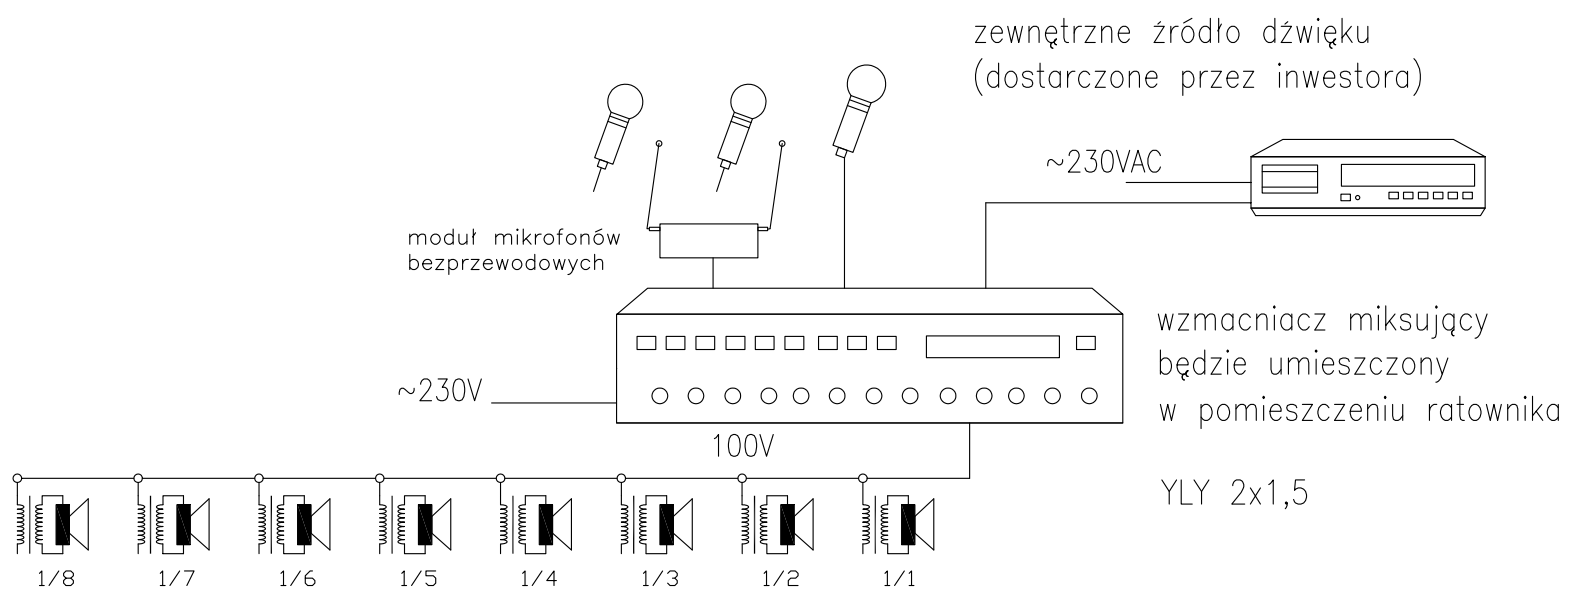 zewnętrzne źródło dźwięku
(dostarczone przez inwestora)
~230VAC
moduł mikrofonów
bezprzewodowych
wzmacniacz miksujący
będzie umieszczony
w pomieszczeniu ratownika
~230V
100V
YLY 2x1,5
1/8 1/7 1/6 1/5 1/4 1/3 1/2 1/1